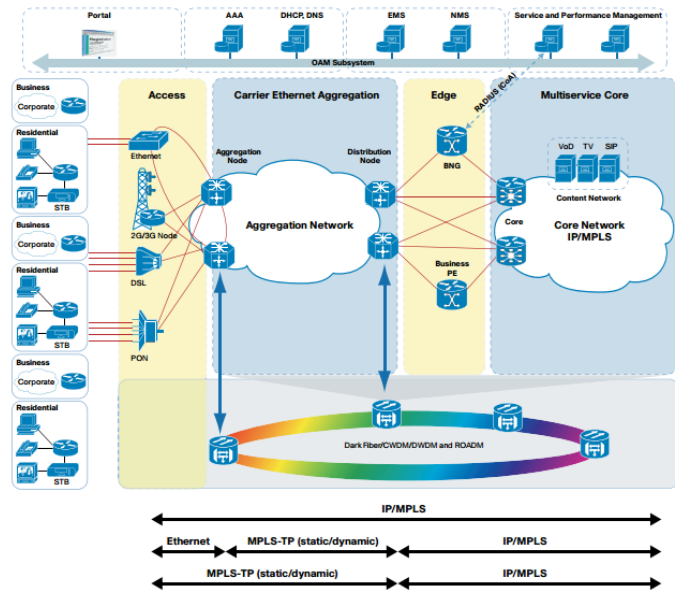 Portal
AAA
DHCP, DNS
EMS
NMS
Service and Performance Management
OAM Subsystem
Business
Corporate
Residential
STB
Business
Corporate
Residential
STB
Business
Corporate
Residential
STB
Access
Carrier Ethernet Aggregation
Edge
Multiservice Core
RADIUS (CoA)
Ethernet
2G/3G Node
DSL
PON
Aggregation
Node
Aggregation Network
Distribution
Node
BNG
Business
PE
VoD
TV
SIP
Content Network
Core
Core Network
IP/MPLS
Dark Fiber/CWDM/DWDM and ROADM
IP/MPLS
Ethernet
MPLS-TP (static/dynamic)
IP/MPLS
MPLS-TP (static/dynamic)
IP/MPLS